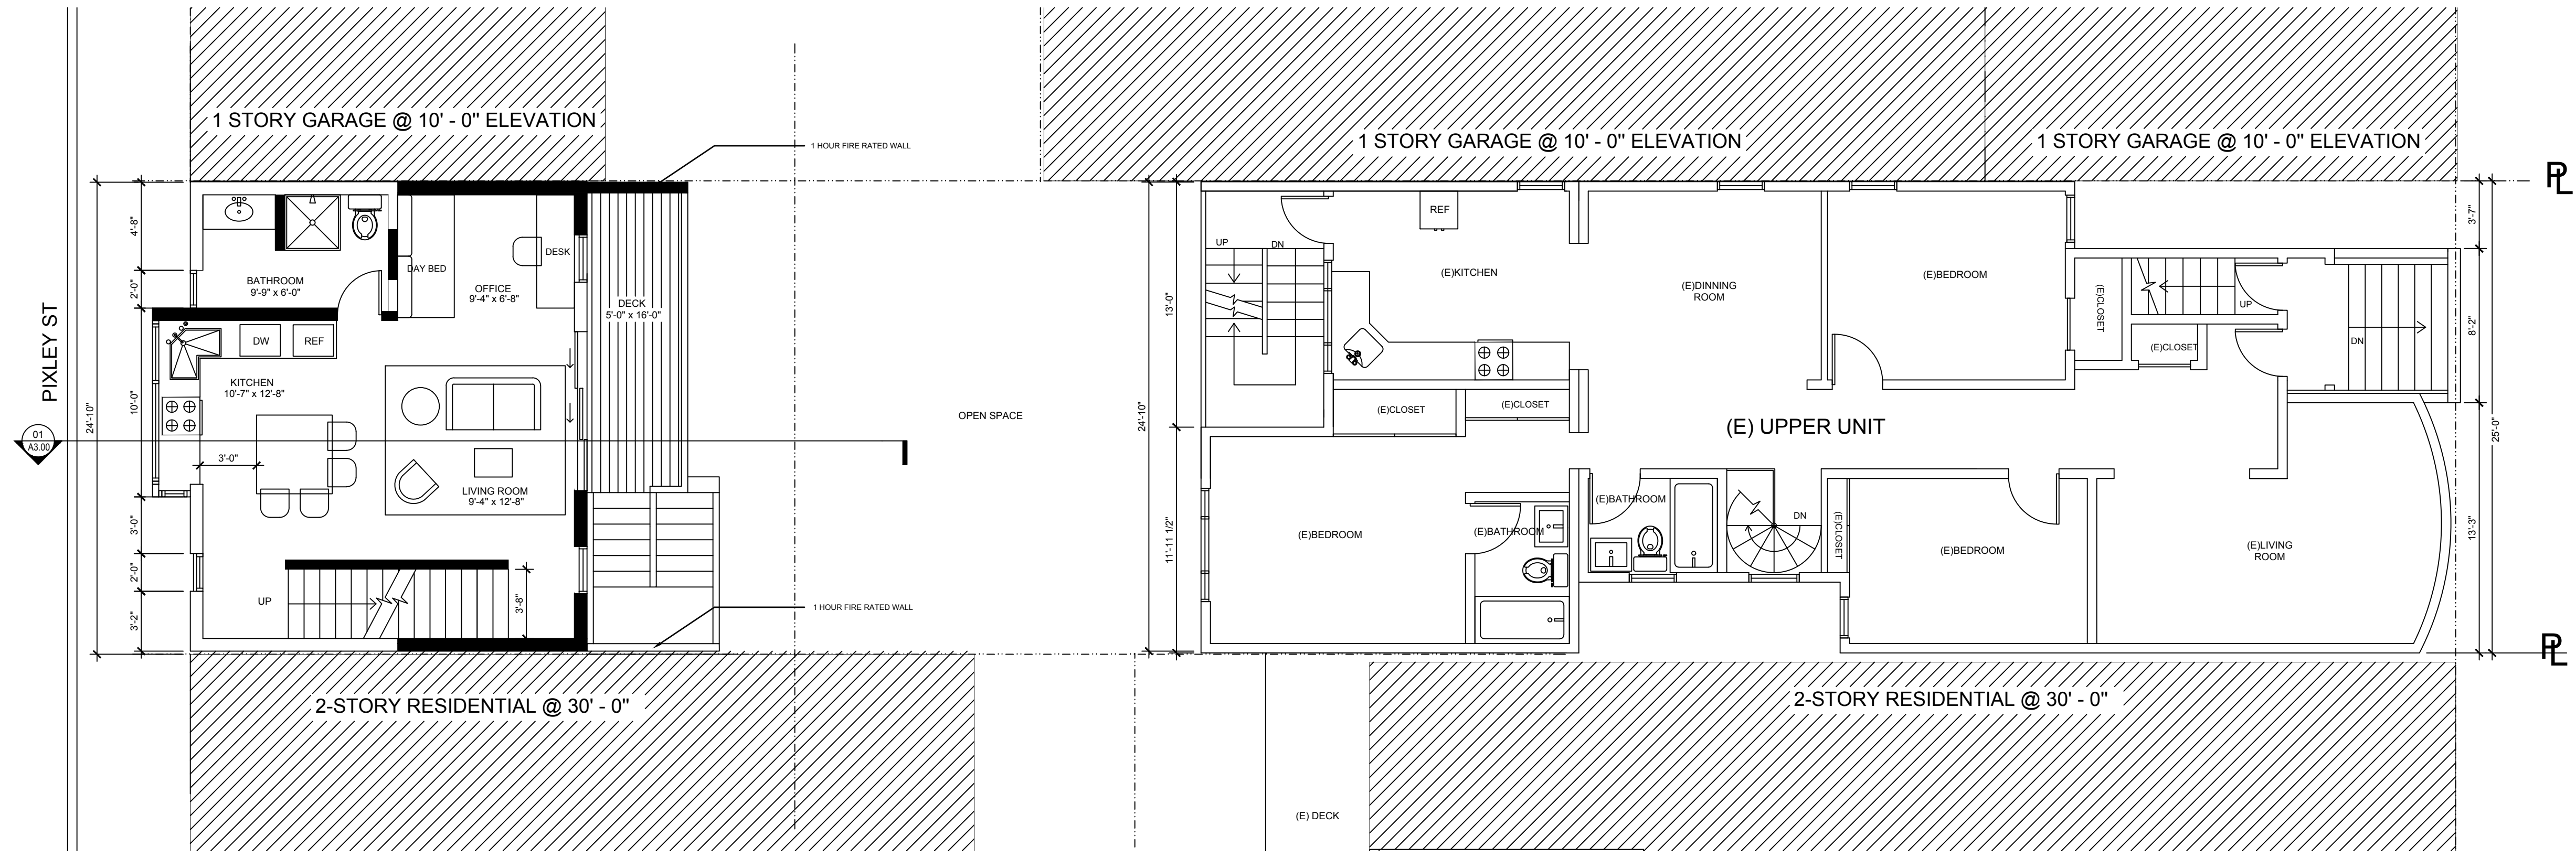 1 STORY GARAGE @ 10' - 0" ELEVATION
1 STORY GARAGE @ 10' - 0" ELEVATION
1 STORY GARAGE @ 10' - 0" ELEVATION
1 HOUR FIRE RATED WALL
PL
PIXLEY ST
01
A3.00
24'-10"
4'-8"
2'-0"
10'-0"
3'-0"
2'-0"
3'-2"
BATHROOM
9'-9" x 6'-0"
DAY BED
OFFICE
9'-4" x 6'-8"
DESK
DECK
5'-0" x 16'-0"
DW
REF
KITCHEN
10'-7" x 12'-8"
3'-0"
LIVING ROOM
9'-4" x 12'-8"
UP
3'-8"
1 HOUR FIRE RATED WALL
OPEN SPACE
24'-10"
13'-0"
11'-11 1/2"
UP
DN
REF
(E)KITCHEN
(E)DINNING
ROOM
(E)BEDROOM
(E)CLOSET
UP
(E)CLOSET
DN
(E)CLOSET
(E)CLOSET
(E) UPPER UNIT
(E)BEDROOM
(E)BATHROOM
(E)BATHROOM
DN
(E)CLOSET
(E)BEDROOM
(E)LIVING
ROOM
3'-7"
8'-2"
13'-3"
25'-0"
PL
2-STORY RESIDENTIAL @ 30' - 0"
2-STORY RESIDENTIAL @ 30' - 0"
(E) DECK